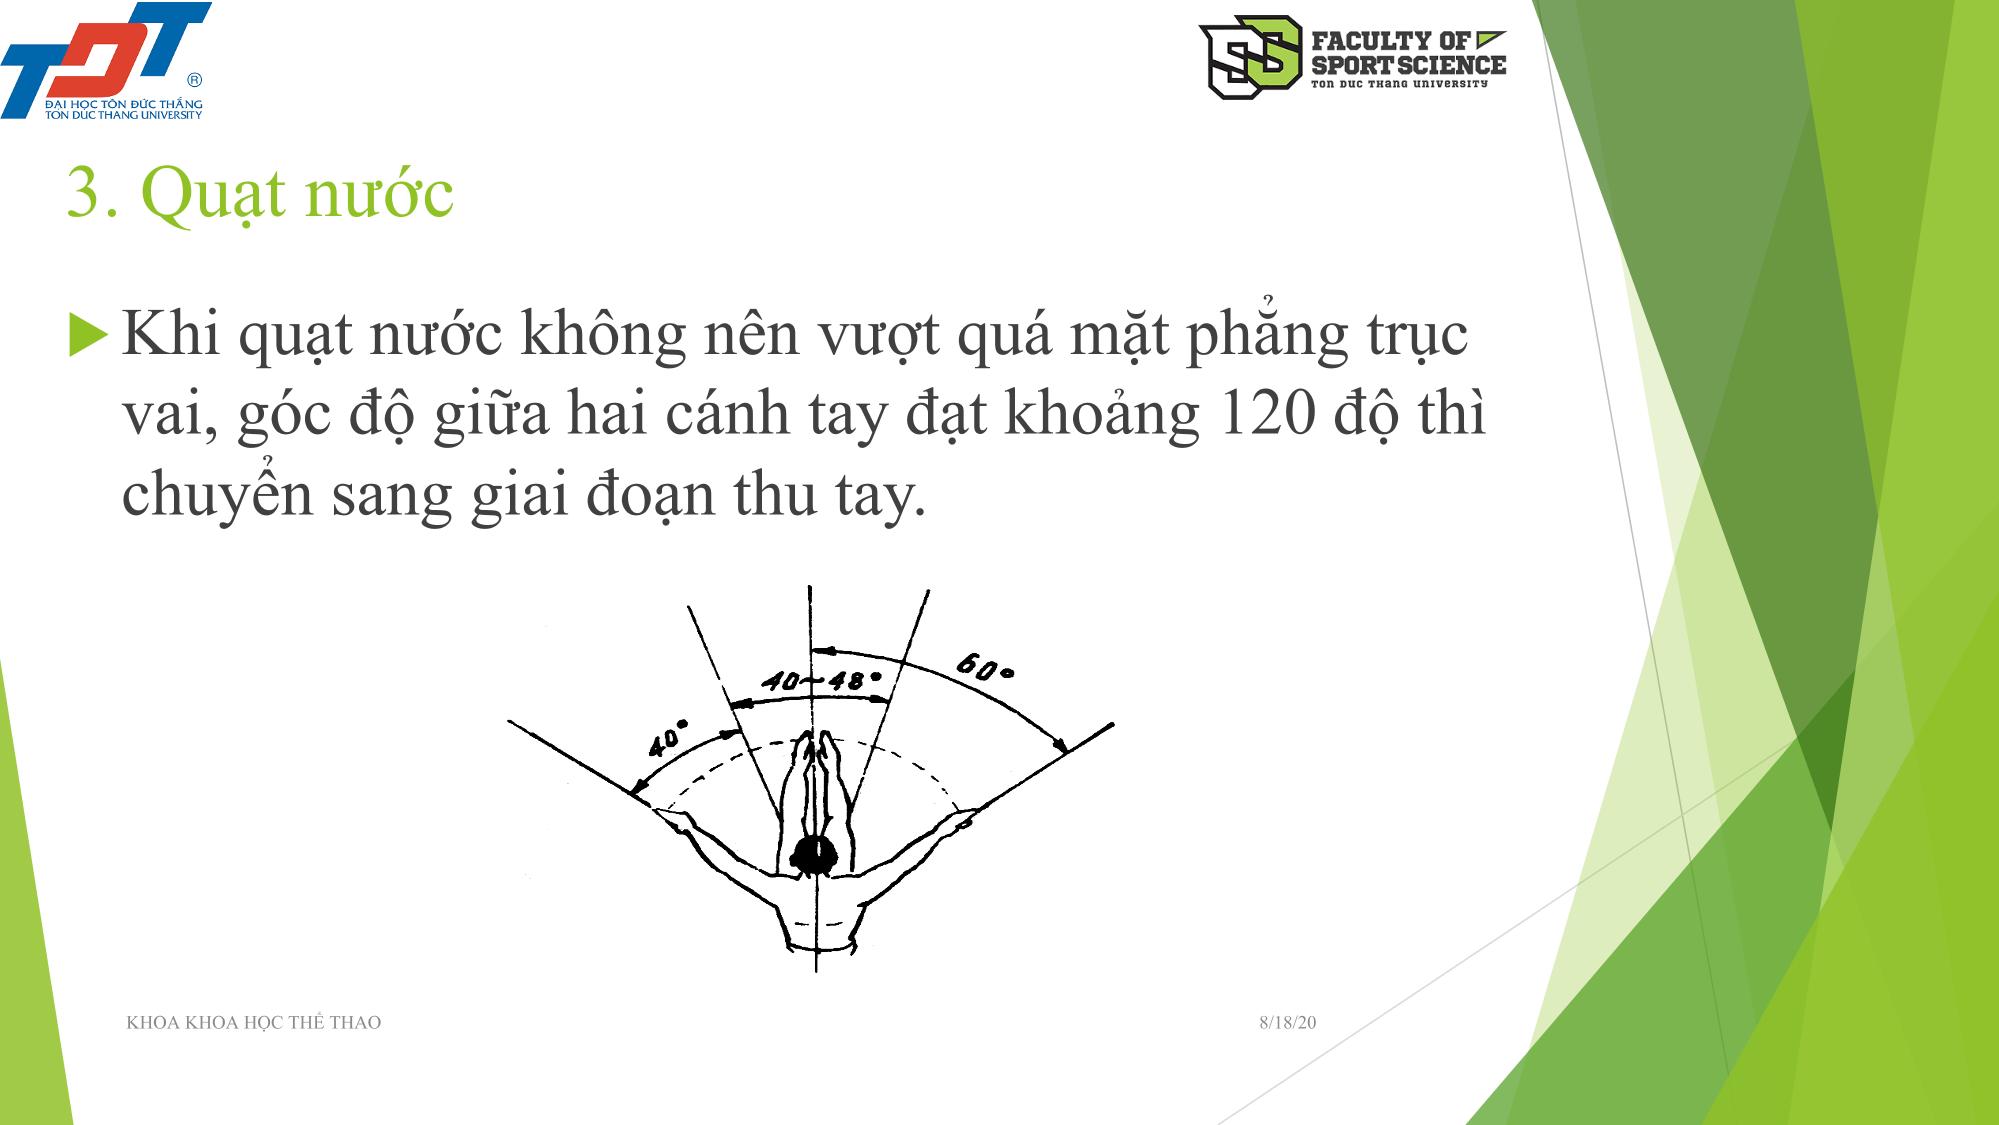 TDT
®
ĐẠI HỌC TÔN ĐỨC THẮNG
TON DUC THANG UNIVERSITY
SS
FACULTY OF
SPORT SCIENCE
TON DUC THANG UNIVERSITY
3. Quạt nước
Khi quạt nước không nên vượt quá mặt phẳng trục
vai, góc độ giữa hai cánh tay đạt khoảng 120 độ thì
chuyển sang giai đoạn thu tay.
60°
40~48°
40°
KHOA KHOA HỌC THỂ THAO
8/18/20